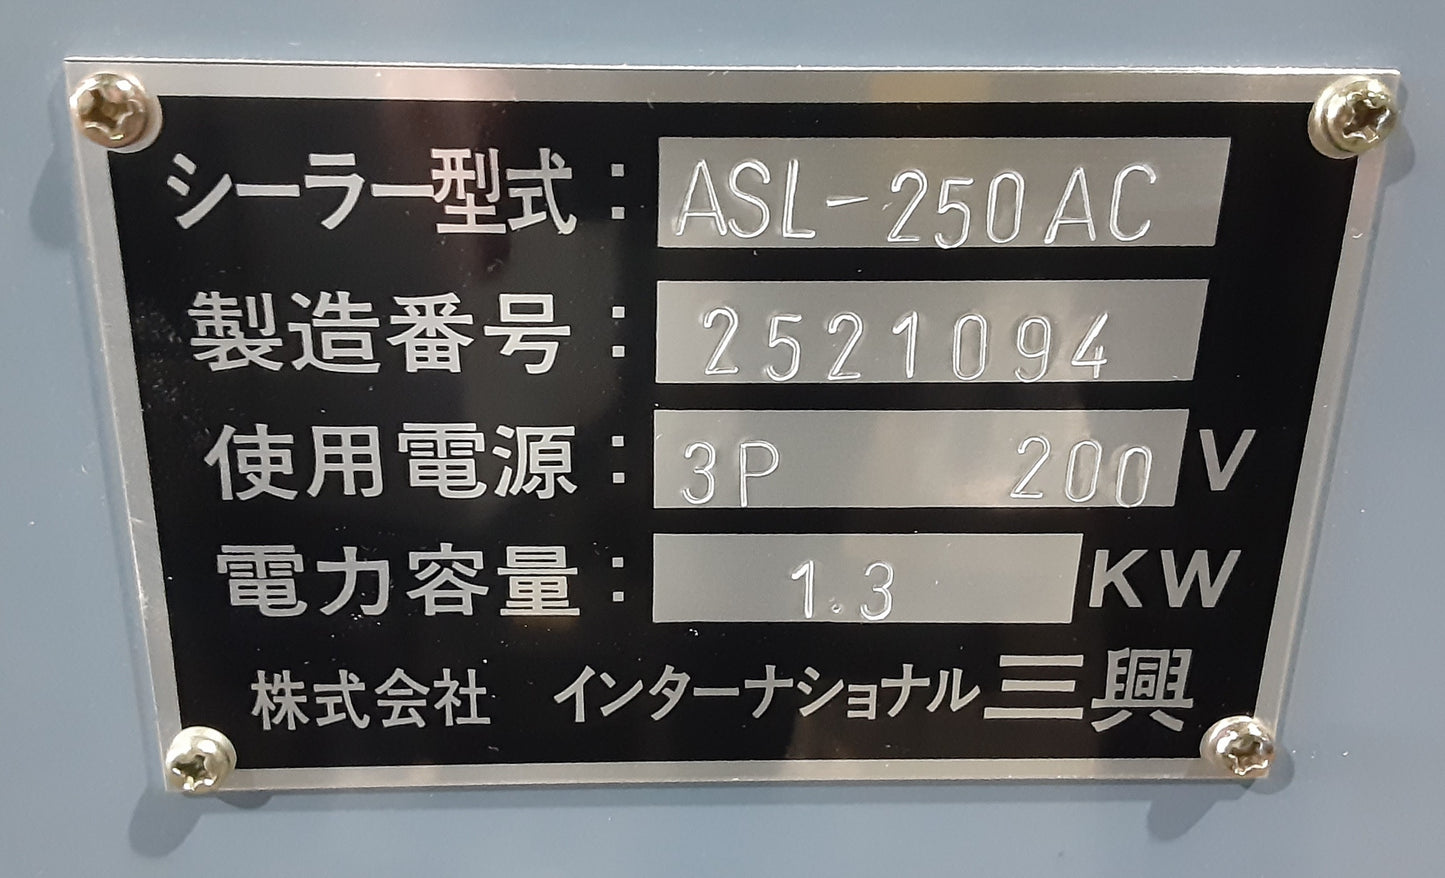 シーラー型式：ASL-250AC
製造番号：2521094
使用電源：3P 200 V
電力容量：1.3 KW
株式会社 インターナショナル三興